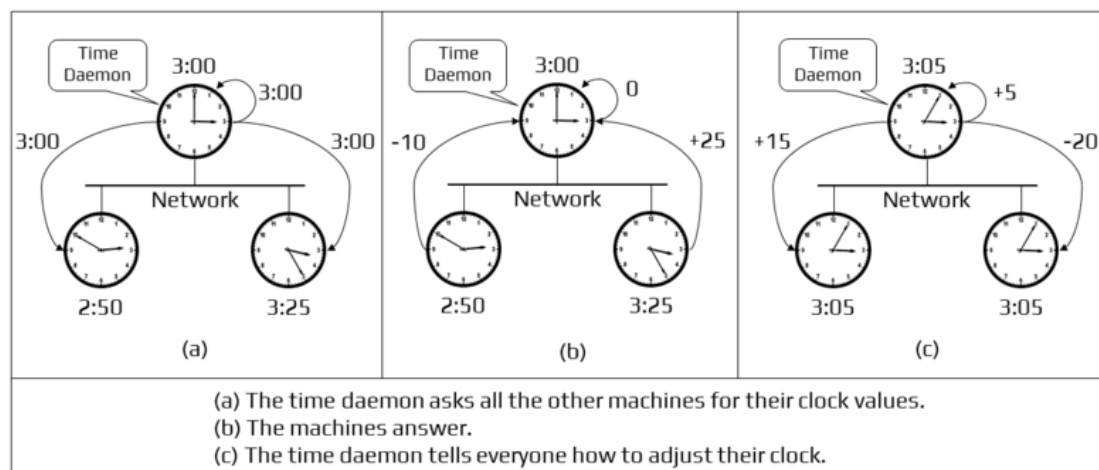 Time
Daemon
3:00
3:00
3:00
3:00
Network
2:50
3:25
(a)
Time
Daemon
3:00
0
-10
+25
Network
2:50
3:25
(b)
Time
Daemon
3:05
+5
+15
-20
Network
3:05
3:05
(c)
(a) The time daemon asks all the other machines for their clock values.
(b) The machines answer.
(c) The time daemon tells everyone how to adjust their clock.